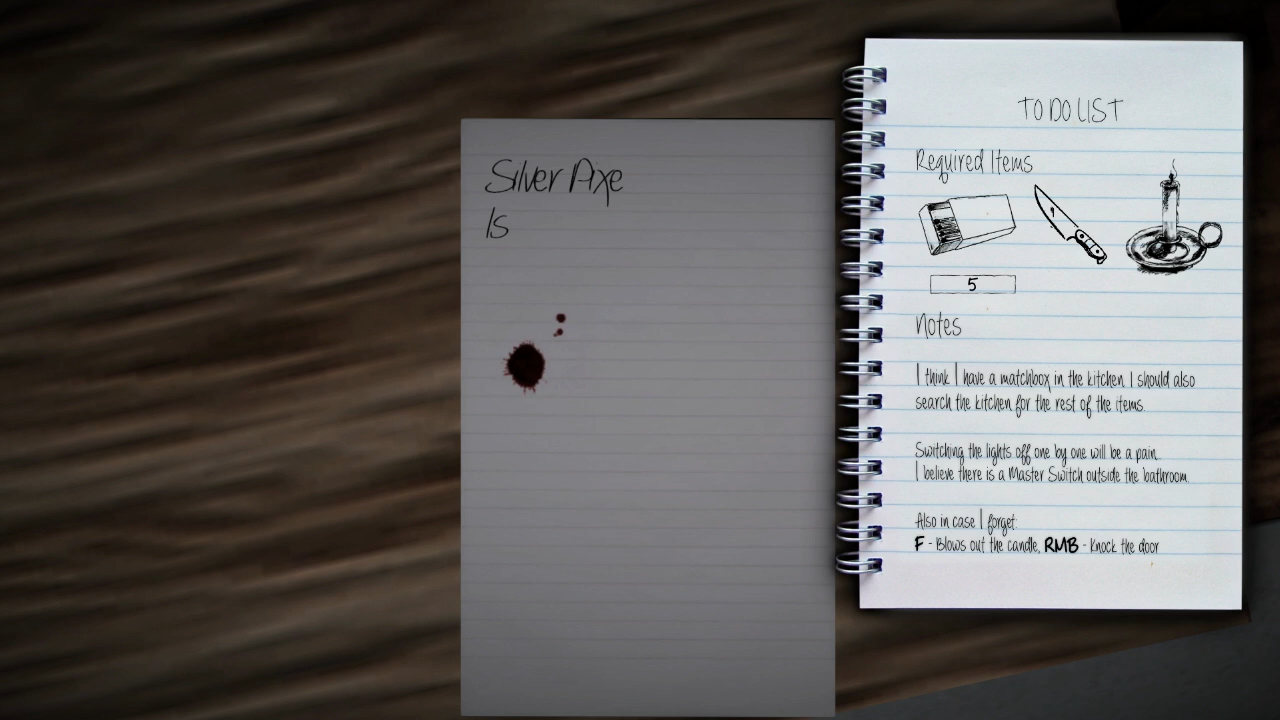 Silver Axe
Is
TO DO LIST
Required Items
5
Notes
I think I have a matchbox in the kitchen. I should also
search the kitchen for the rest of the items.
Switching the lights off one by one will be a pain.
I believe there is a Master Switch outside the bathroom.
Also in case I forget:
F - Blows out the candle, RMB - Knock the door